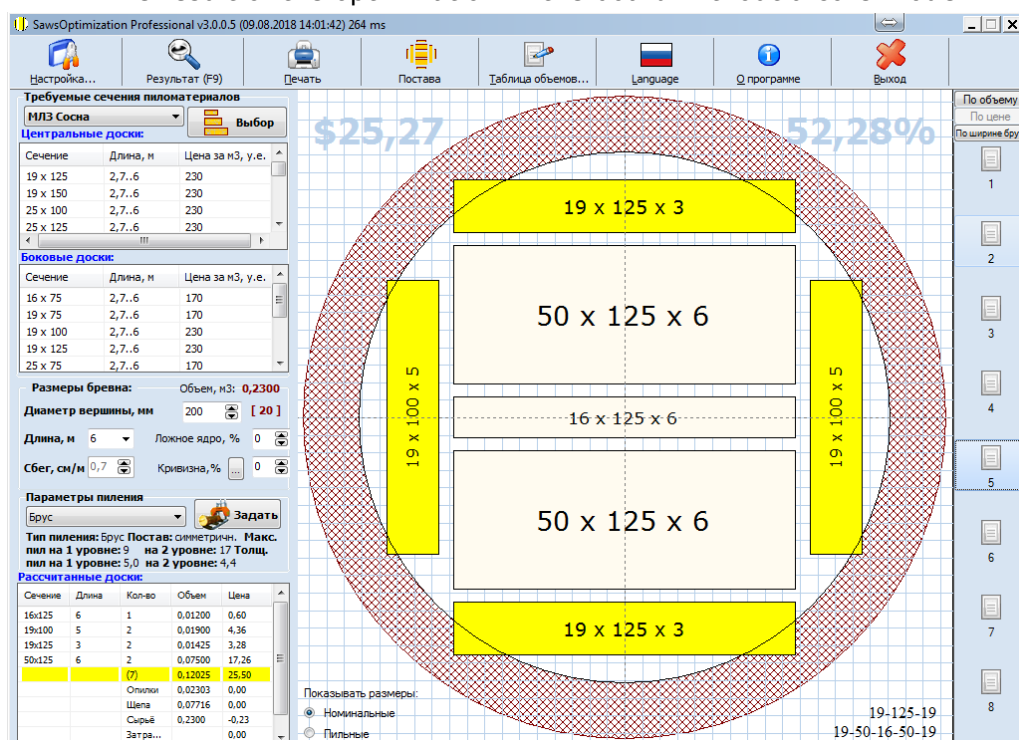 SawsOptimization Professional v3.0.0.5 (09.08.2018 14:01:42) 264 ms
Настройка... Результат (F9) Печать Постава Таблица объемов... Language О программе Выход
Требуемые сечения пиломатериалов
МЛЗ Сосна Выбор
Центральные доски:
Сечение Длина, м Цена за м3, у.е.
19 x 125 2,7..6 230
19 x 150 2,7..6 230
25 x 100 2,7..6 230
25 x 125 2,7..6 230
Боковые доски:
Сечение Длина, м Цена за м3, у.е.
16 x 75 2,7..6 170
19 x 75 2,7..6 170
19 x 100 2,7..6 230
19 x 125 2,7..6 230
25 x 75 2,7..6 170
Размеры бревна: Объем, м3: 0,2300
Диаметр вершины, мм 200 [ 20 ]
Длина, м 6 Ложное ядро, % 0
Сбег, см/м 0,7 Кривизна,% ... 0
Параметры пиления
Брус Задать
Тип пиления: Брус Постав: симметричн. Макс.
пил на 1 уровне: 9 на 2 уровне: 17 Толщ.
пил на 1 уровне: 5,0 на 2 уровне: 4,4
Рассчитанные доски:
Сечение Длина Кол-во Объем Цена
16x125 6 1 0,01200 0,60
19x100 5 2 0,01900 4,36
19x125 3 2 0,01425 3,28
50x125 6 2 0,07500 17,26
(7) 0,12025 25,50
Опилки 0,02303 0,00
Щепа 0,07716 0,00
Сырьё 0,2300 -0,23
Затра... 0,00
$25,27 52,28%
19 x 125 x 3
50 x 125 x 6
19 x 100 x 5
16 x 125 x 6
19 x 100 x 5
50 x 125 x 6
19 x 125 x 3
Показывать размеры:
Номинальные
Пильные
19-125-19
19-50-16-50-19
По объему
По цене
По ширине бру
1
2
3
4
5
6
7
8